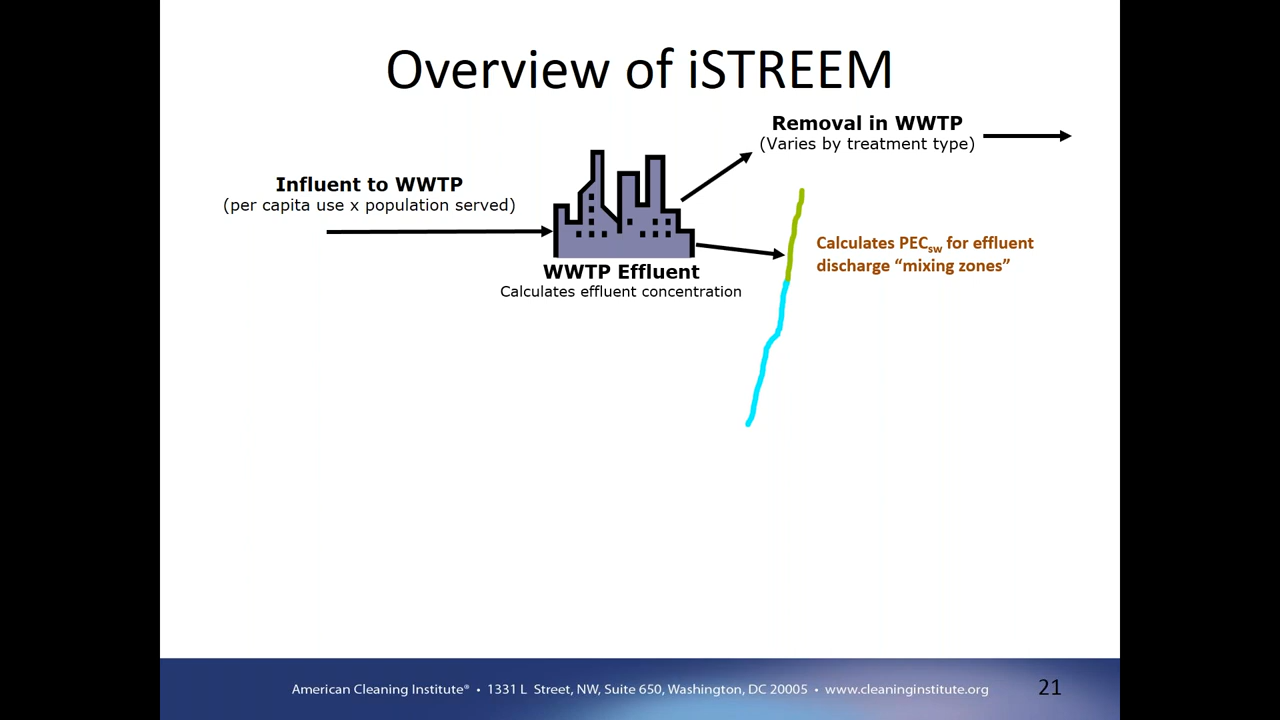 Overview of iSTREEM
Removal in WWTP
(Varies by treatment type)
Influent to WWTP
(per capita use x population served)
Calculates PECsw for effluent
discharge “mixing zones”
WWTP Effluent
Calculates effluent concentration
American Cleaning Institute® • 1331 L Street, NW, Suite 650, Washington, DC 20005 • www.cleaninginstitute.org
21